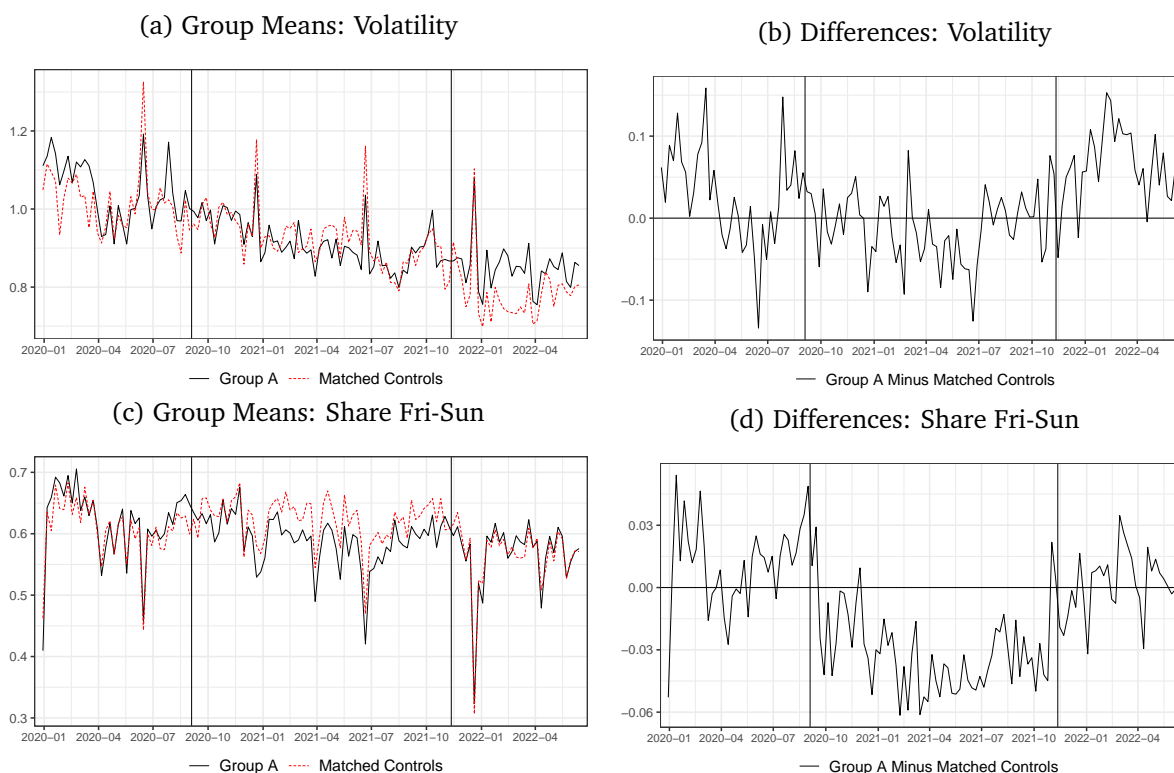 (a) Group Means: Volatility
1.2
1.0
0.8
2020−01 2020−04 2020−07 2020−10 2021−01 2021−04 2021−07 2021−10 2022−01 2022−04
Group A Matched Controls
(b) Differences: Volatility
0.1
0.0
−0.1
2020−01 2020−04 2020−07 2020−10 2021−01 2021−04 2021−07 2021−10 2022−01 2022−04
Group A Minus Matched Controls
(c) Group Means: Share Fri-Sun
0.7
0.6
0.5
0.4
0.3
2020−01 2020−04 2020−07 2020−10 2021−01 2021−04 2021−07 2021−10 2022−01 2022−04
Group A Matched Controls
(d) Differences: Share Fri-Sun
0.03
0.00
−0.03
−0.06
2020−01 2020−04 2020−07 2020−10 2021−01 2021−04 2021−07 2021−10 2022−01 2022−04
Group A Minus Matched Controls